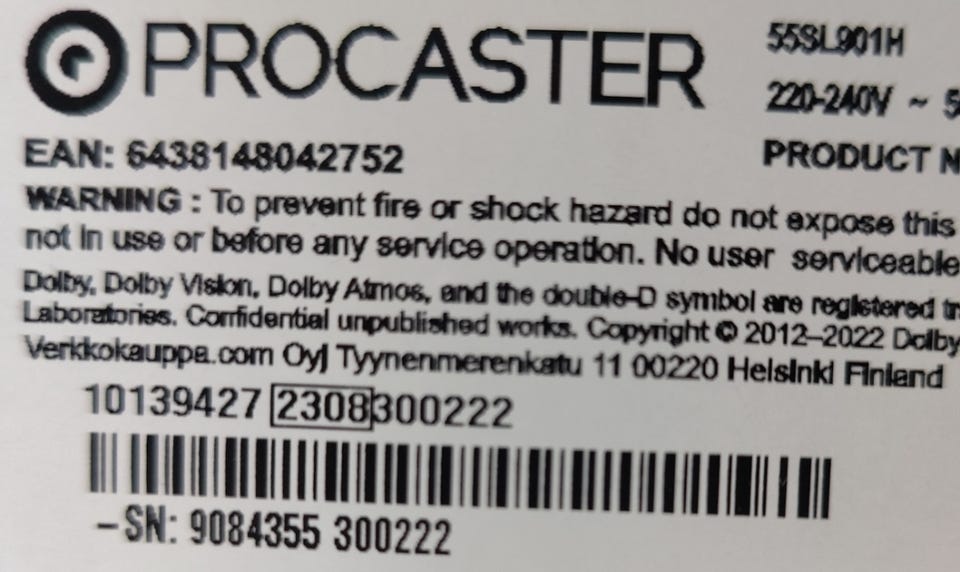 PROCASTER
55SL901H
220-240V ~ 5
EAN: 6438148042752
PRODUCT N
WARNING : To prevent fire or shock hazard do not expose this
not in use or before any service operation. No user serviceable
Dolby, Dolby Vision, Dolby Atmos, and the double-D symbol are registered tr
Laboratories. Confidential unpublished works. Copyright © 2012–2022 Dolby
Verkkokauppa.com Oyj Tyynenmerenkatu 11 00220 Helsinki Finland
10139427 2308300222
-SN: 9084355 300222